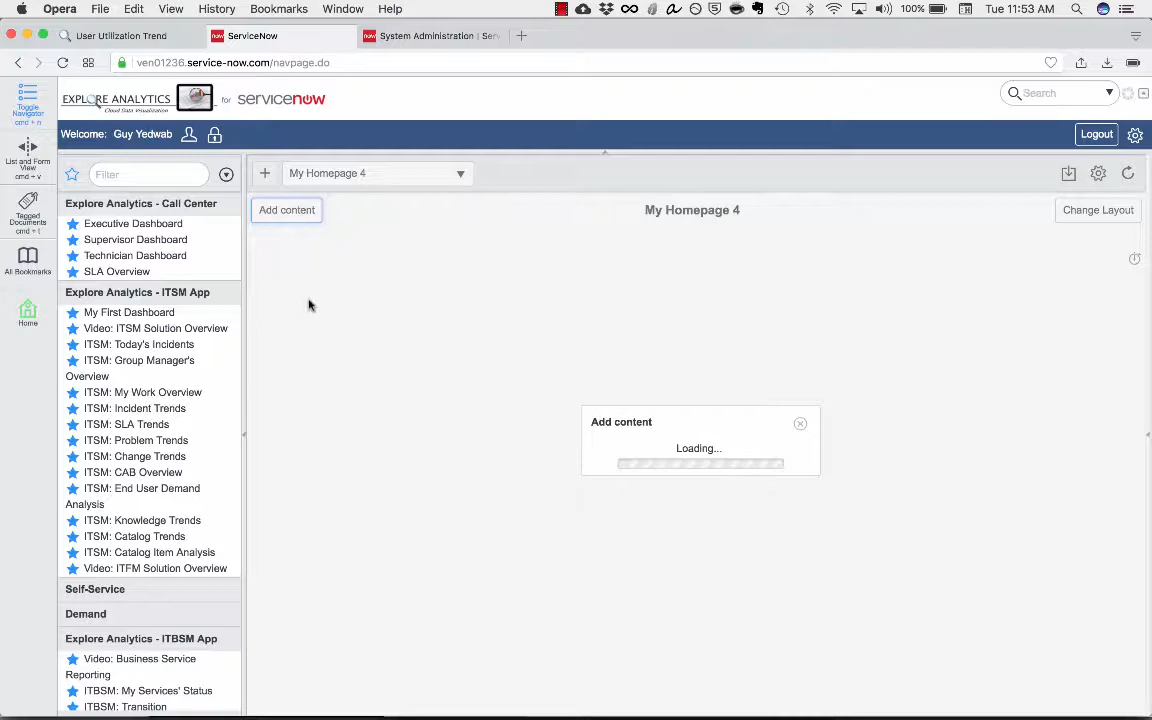 Opera File Edit View History Bookmarks Window Help 100% Tue 11:53 AM
User Utilization Trend ServiceNow System Administration | Serv
ven01236.service-now.com/navpage.do
EXPLORE ANALYTICS for servicenow
Cloud Data Visualization
Search
Toggle
Navigator
cmd + n
Welcome: Guy Yedwab Logout
List and Form
View
cmd + v
Filter
My Homepage 4
Tagged
Documents
cmd + t
All Bookmarks
Home
Explore Analytics - Call Center
Executive Dashboard
Supervisor Dashboard
Technician Dashboard
SLA Overview
Explore Analytics - ITSM App
My First Dashboard
Video: ITSM Solution Overview
ITSM: Today's Incidents
ITSM: Group Manager's
Overview
ITSM: My Work Overview
ITSM: Incident Trends
ITSM: SLA Trends
ITSM: Problem Trends
ITSM: Change Trends
ITSM: CAB Overview
ITSM: End User Demand
Analysis
ITSM: Knowledge Trends
ITSM: Catalog Trends
ITSM: Catalog Item Analysis
Video: ITFM Solution Overview
Self-Service
Demand
Explore Analytics - ITBSM App
Video: Business Service
Reporting
ITBSM: My Services' Status
ITBSM: Transition
Add content My Homepage 4 Change Layout
Add content
Loading...